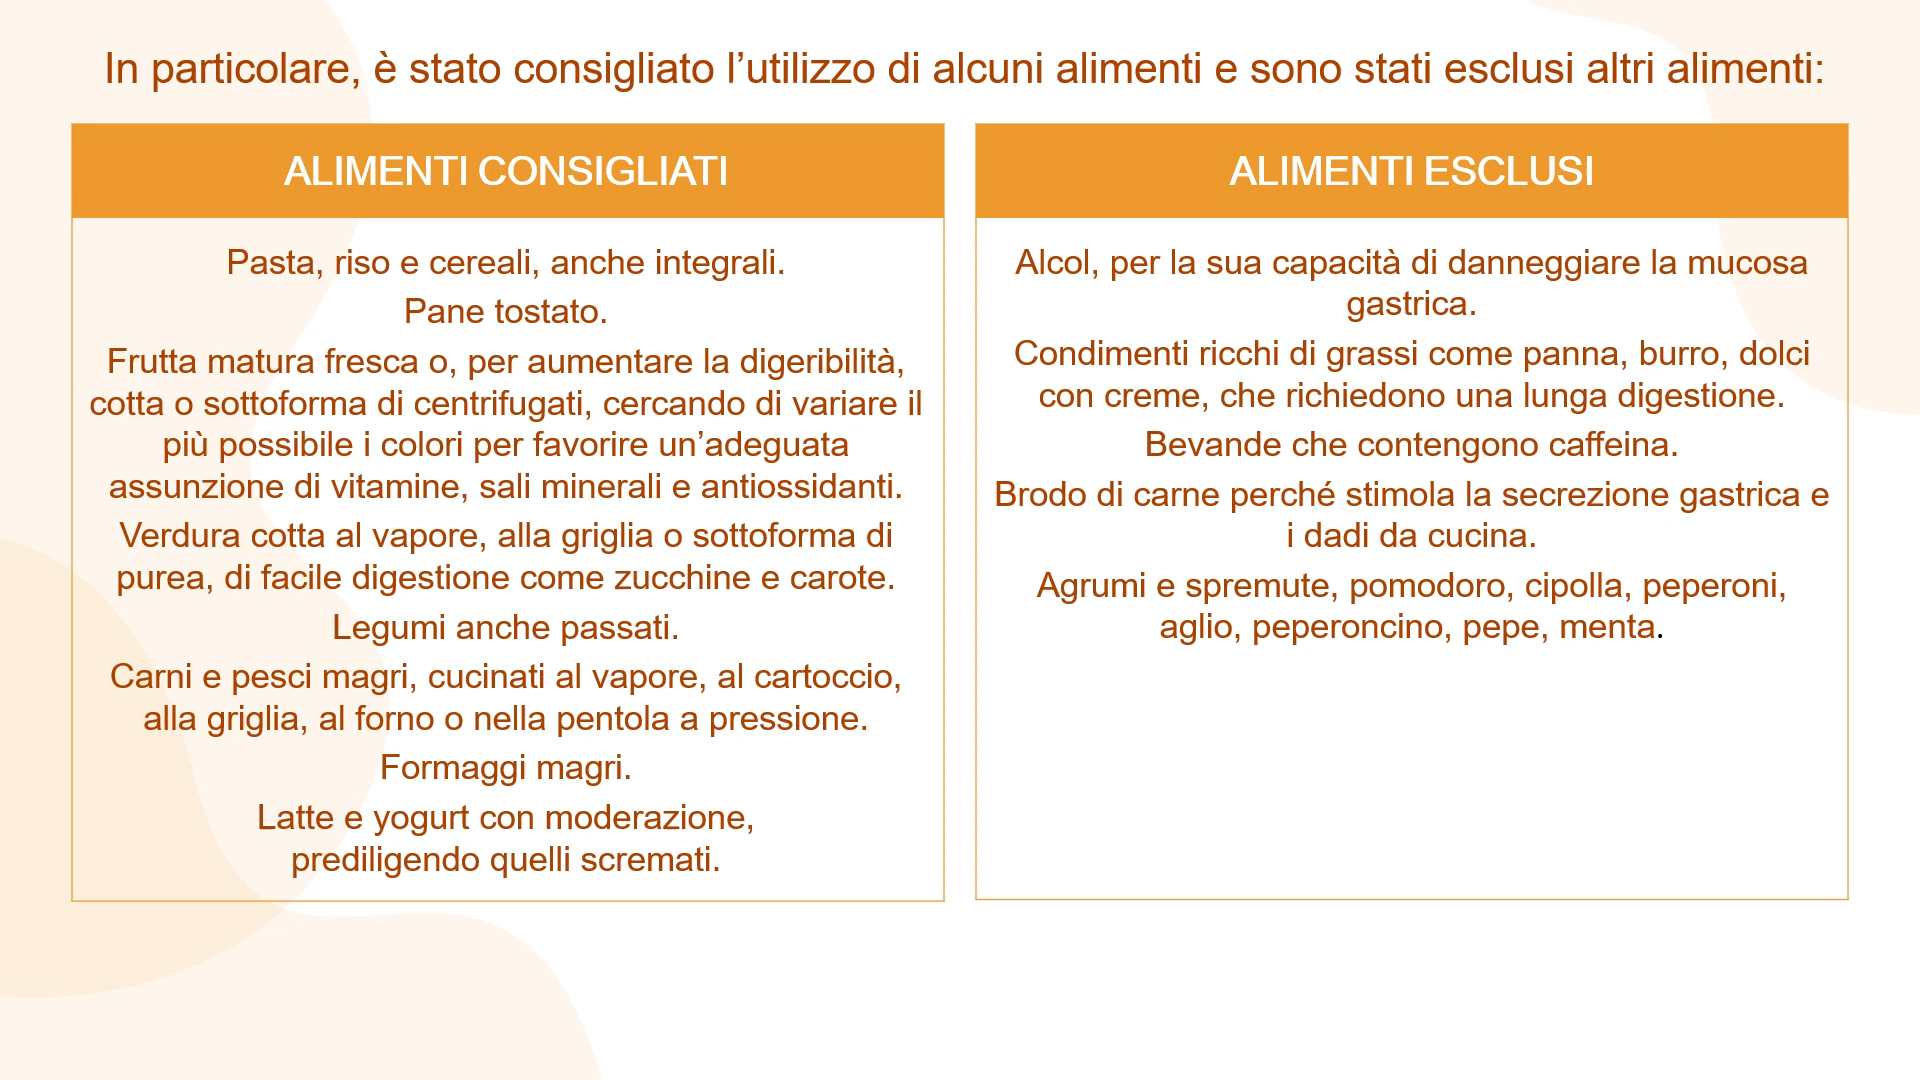 In particolare, è stato consigliato l’utilizzo di alcuni alimenti e sono stati esclusi altri alimenti:
ALIMENTI CONSIGLIATI
Pasta, riso e cereali, anche integrali.
Pane tostato.
Frutta matura fresca o, per aumentare la digeribilità,
cotta o sottoforma di centrifugati, cercando di variare il
più possibile i colori per favorire un’adeguata
assunzione di vitamine, sali minerali e antiossidanti.
Verdura cotta al vapore, alla griglia o sottoforma di
purea, di facile digestione come zucchine e carote.
Legumi anche passati.
Carni e pesci magri, cucinati al vapore, al cartoccio,
alla griglia, al forno o nella pentola a pressione.
Formaggi magri.
Latte e yogurt con moderazione,
prediligendo quelli scremati.
ALIMENTI ESCLUSI
Alcol, per la sua capacità di danneggiare la mucosa
gastrica.
Condimenti ricchi di grassi come panna, burro, dolci
con creme, che richiedono una lunga digestione.
Bevande che contengono caffeina.
Brodo di carne perché stimola la secrezione gastrica e
i dadi da cucina.
Agrumi e spremute, pomodoro, cipolla, peperoni,
aglio, peperoncino, pepe, menta.